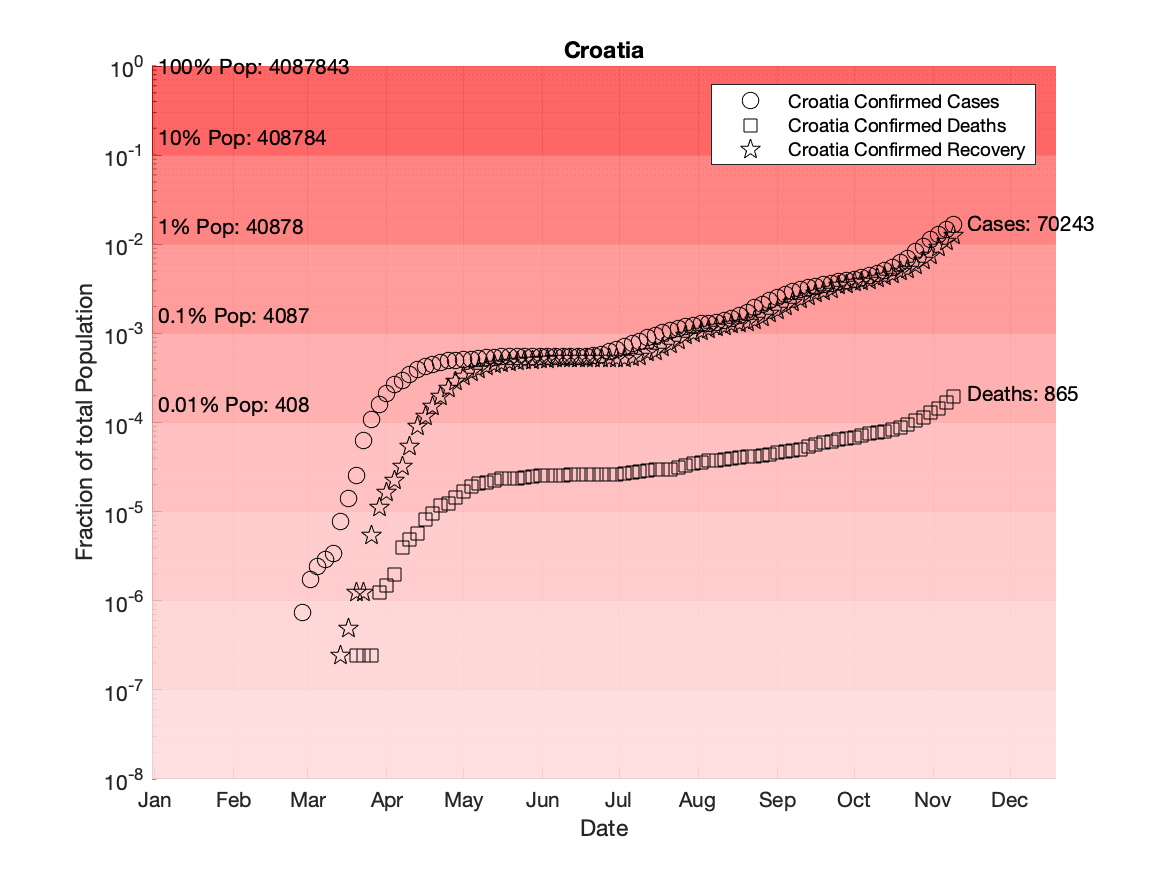 Croatia
10^0
100% Pop: 4087843
Croatia Confirmed Cases
Croatia Confirmed Deaths
Croatia Confirmed Recovery
10% Pop: 408784
10^-1
1% Pop: 40878
Cases: 70243
10^-2
0.1% Pop: 4087
10^-3
Deaths: 865
0.01% Pop: 408
10^-4
10^-5
10^-6
10^-7
10^-8
Fraction of total Population
Jan Feb Mar Apr May Jun Jul Aug Sep Oct Nov Dec
Date